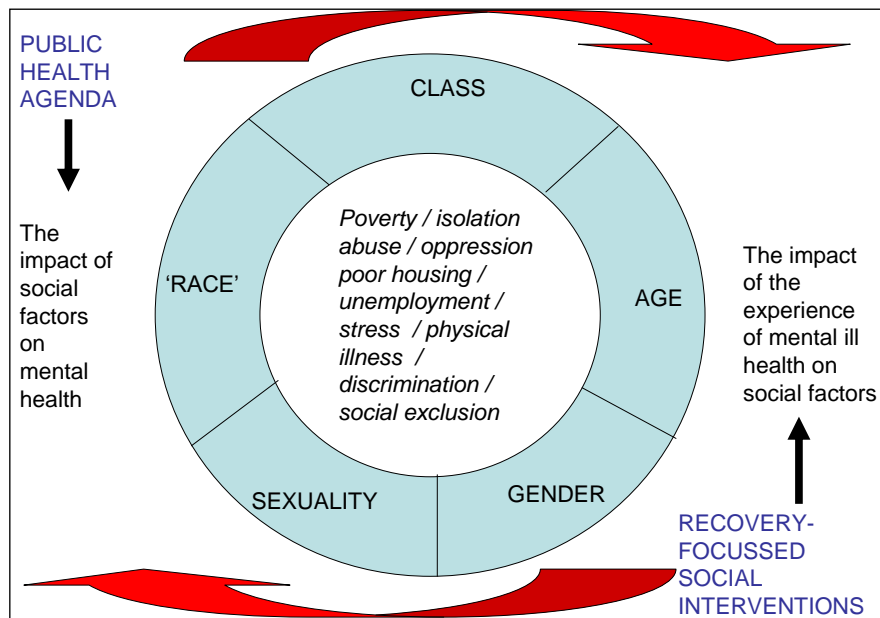 PUBLIC
HEALTH
AGENDA
The
impact of
social
factors
on
mental
health
CLASS
‘RACE’
AGE
SEXUALITY
GENDER
Poverty / isolation
abuse / oppression
poor housing /
unemployment /
stress / physical
illness /
discrimination /
social exclusion
The impact
of the
experience
of mental ill
health on
social factors
RECOVERY-
FOCUSSED
SOCIAL
INTERVENTIONS